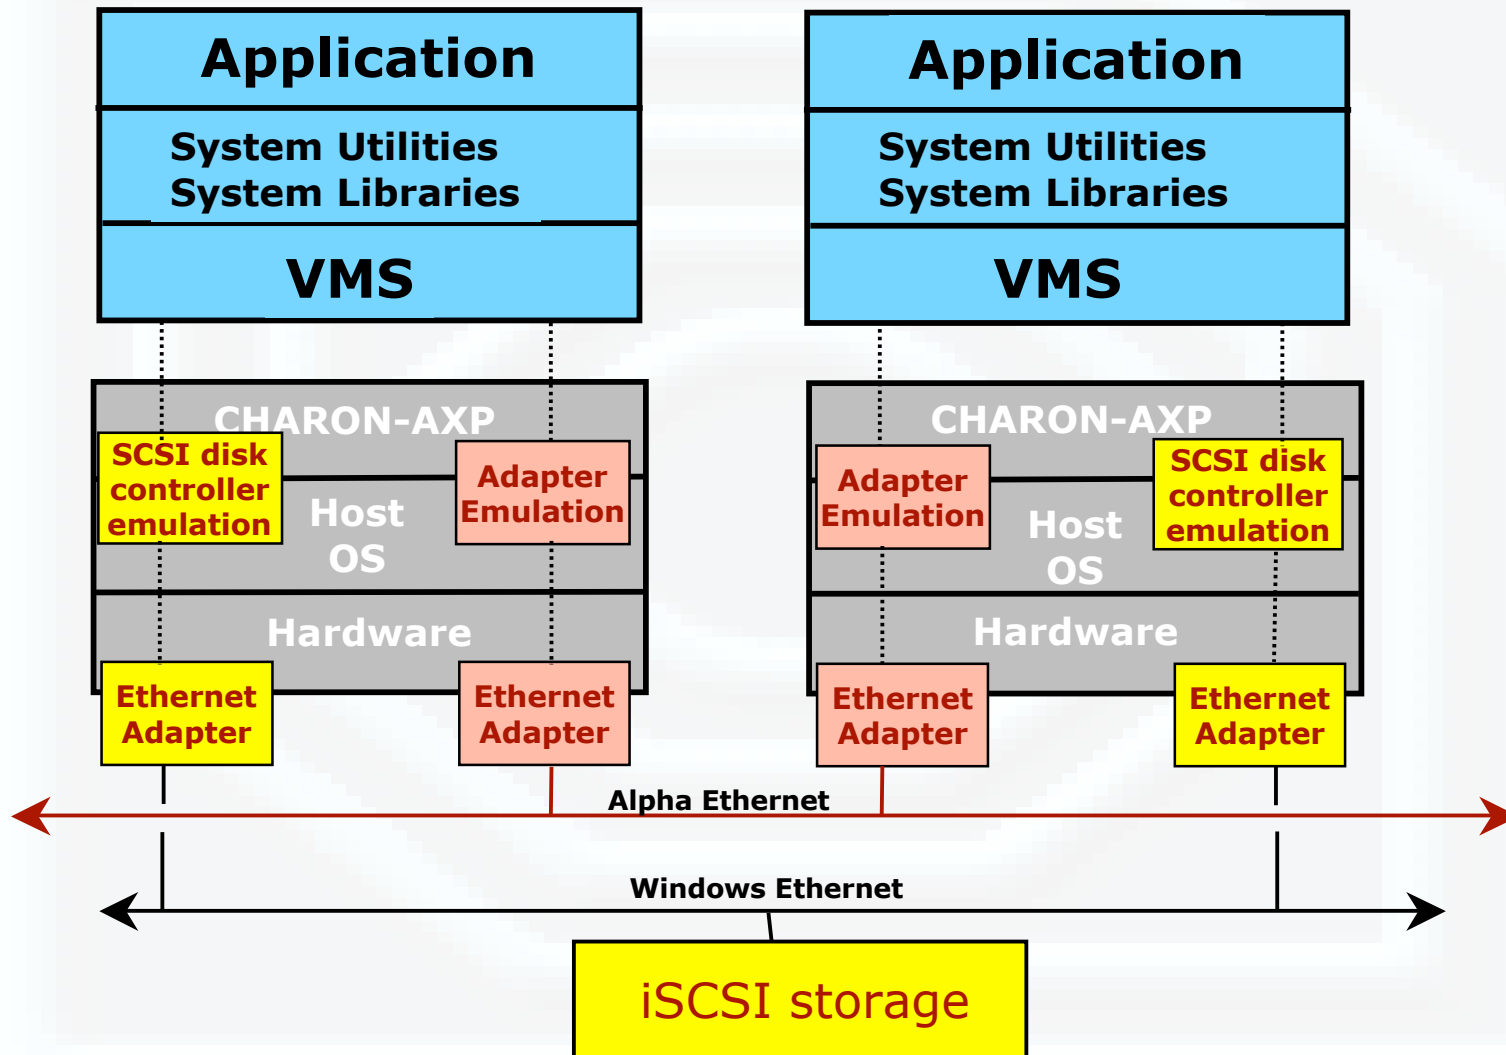 Application
System Utilities
System Libraries
VMS
CHARON-AXP
SCSI disk
controller
emulation
Adapter
Emulation
Host
OS
Hardware
Ethernet
Adapter
Ethernet
Adapter
Application
System Utilities
System Libraries
VMS
CHARON-AXP
Adapter
Emulation
SCSI disk
controller
emulation
Host
OS
Hardware
Ethernet
Adapter
Ethernet
Adapter
Alpha Ethernet
Windows Ethernet
iSCSI storage